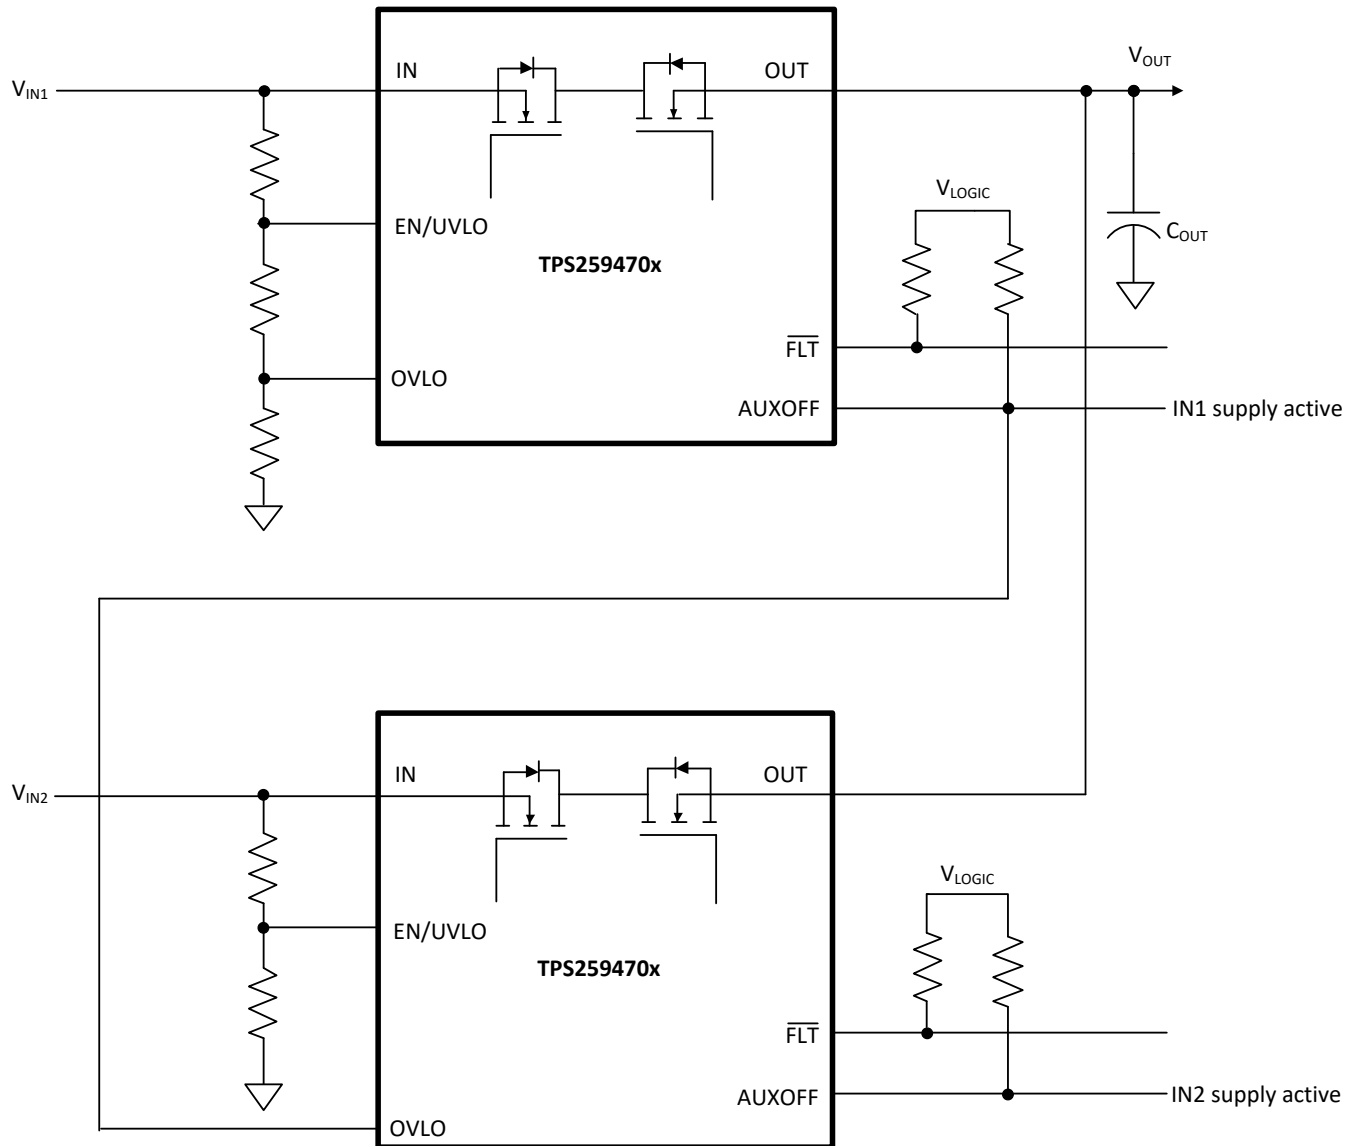 V_OUT
IN OUT
V_IN1
V_LOGIC
EN/UVLO
C_OUT
TPS259470x
FLT
OVLO
AUXOFF IN1 supply active
IN OUT
V_IN2
V_LOGIC
EN/UVLO
TPS259470x
FLT
AUXOFF IN2 supply active
OVLO